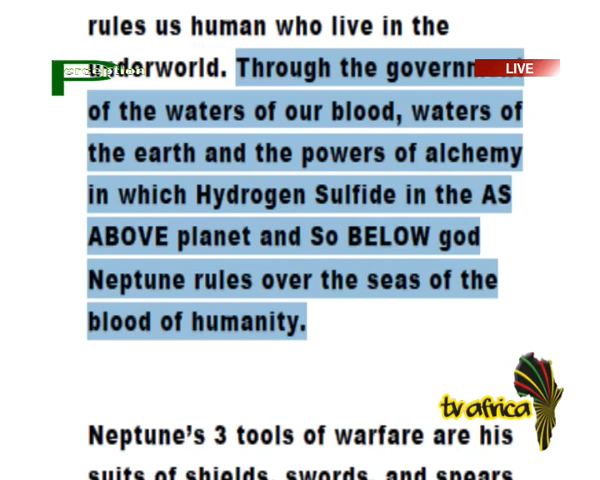 rules us human who live in the
underworld. Through the government
of the waters of our blood, waters of
the earth and the powers of alchemy
in which Hydrogen Sulfide in the AS
ABOVE planet and So BELOW god
Neptune rules over the seas of the
blood of humanity.
LIVE
tv africa
Neptune's 3 tools of warfare are his
suits of shields, swords, and spears